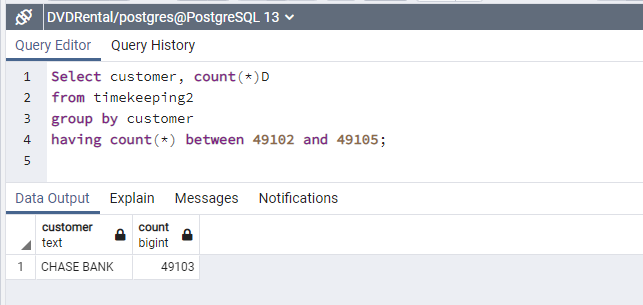 DVDRental/postgres@PostgreSQL 13
Query Editor Query History
1 Select customer, count(*)D
2 from timekeeping2
3 group by customer
4 having count(*) between 49102 and 49105;
5
Data Output Explain Messages Notifications
customer count
text bigint
1 CHASE BANK 49103